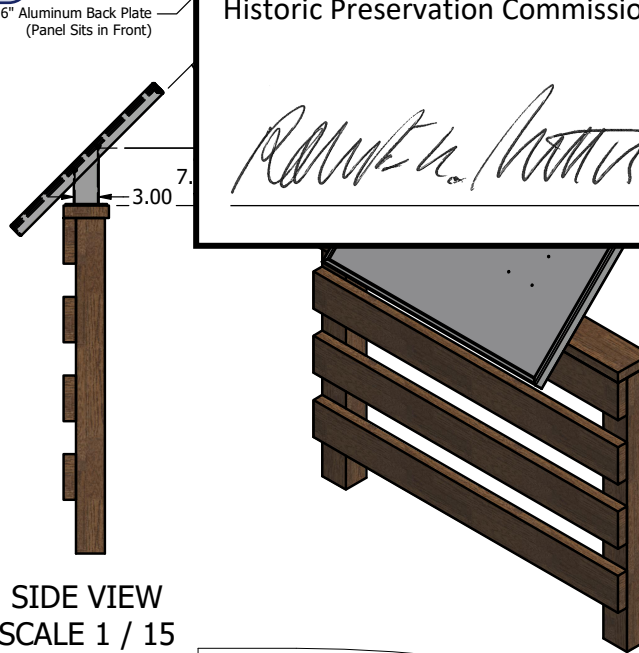 6" Aluminum Back Plate
(Panel Sits in Front)
Historic Preservation Commissio
7.
3.00
SIDE VIEW
SCALE 1 / 15